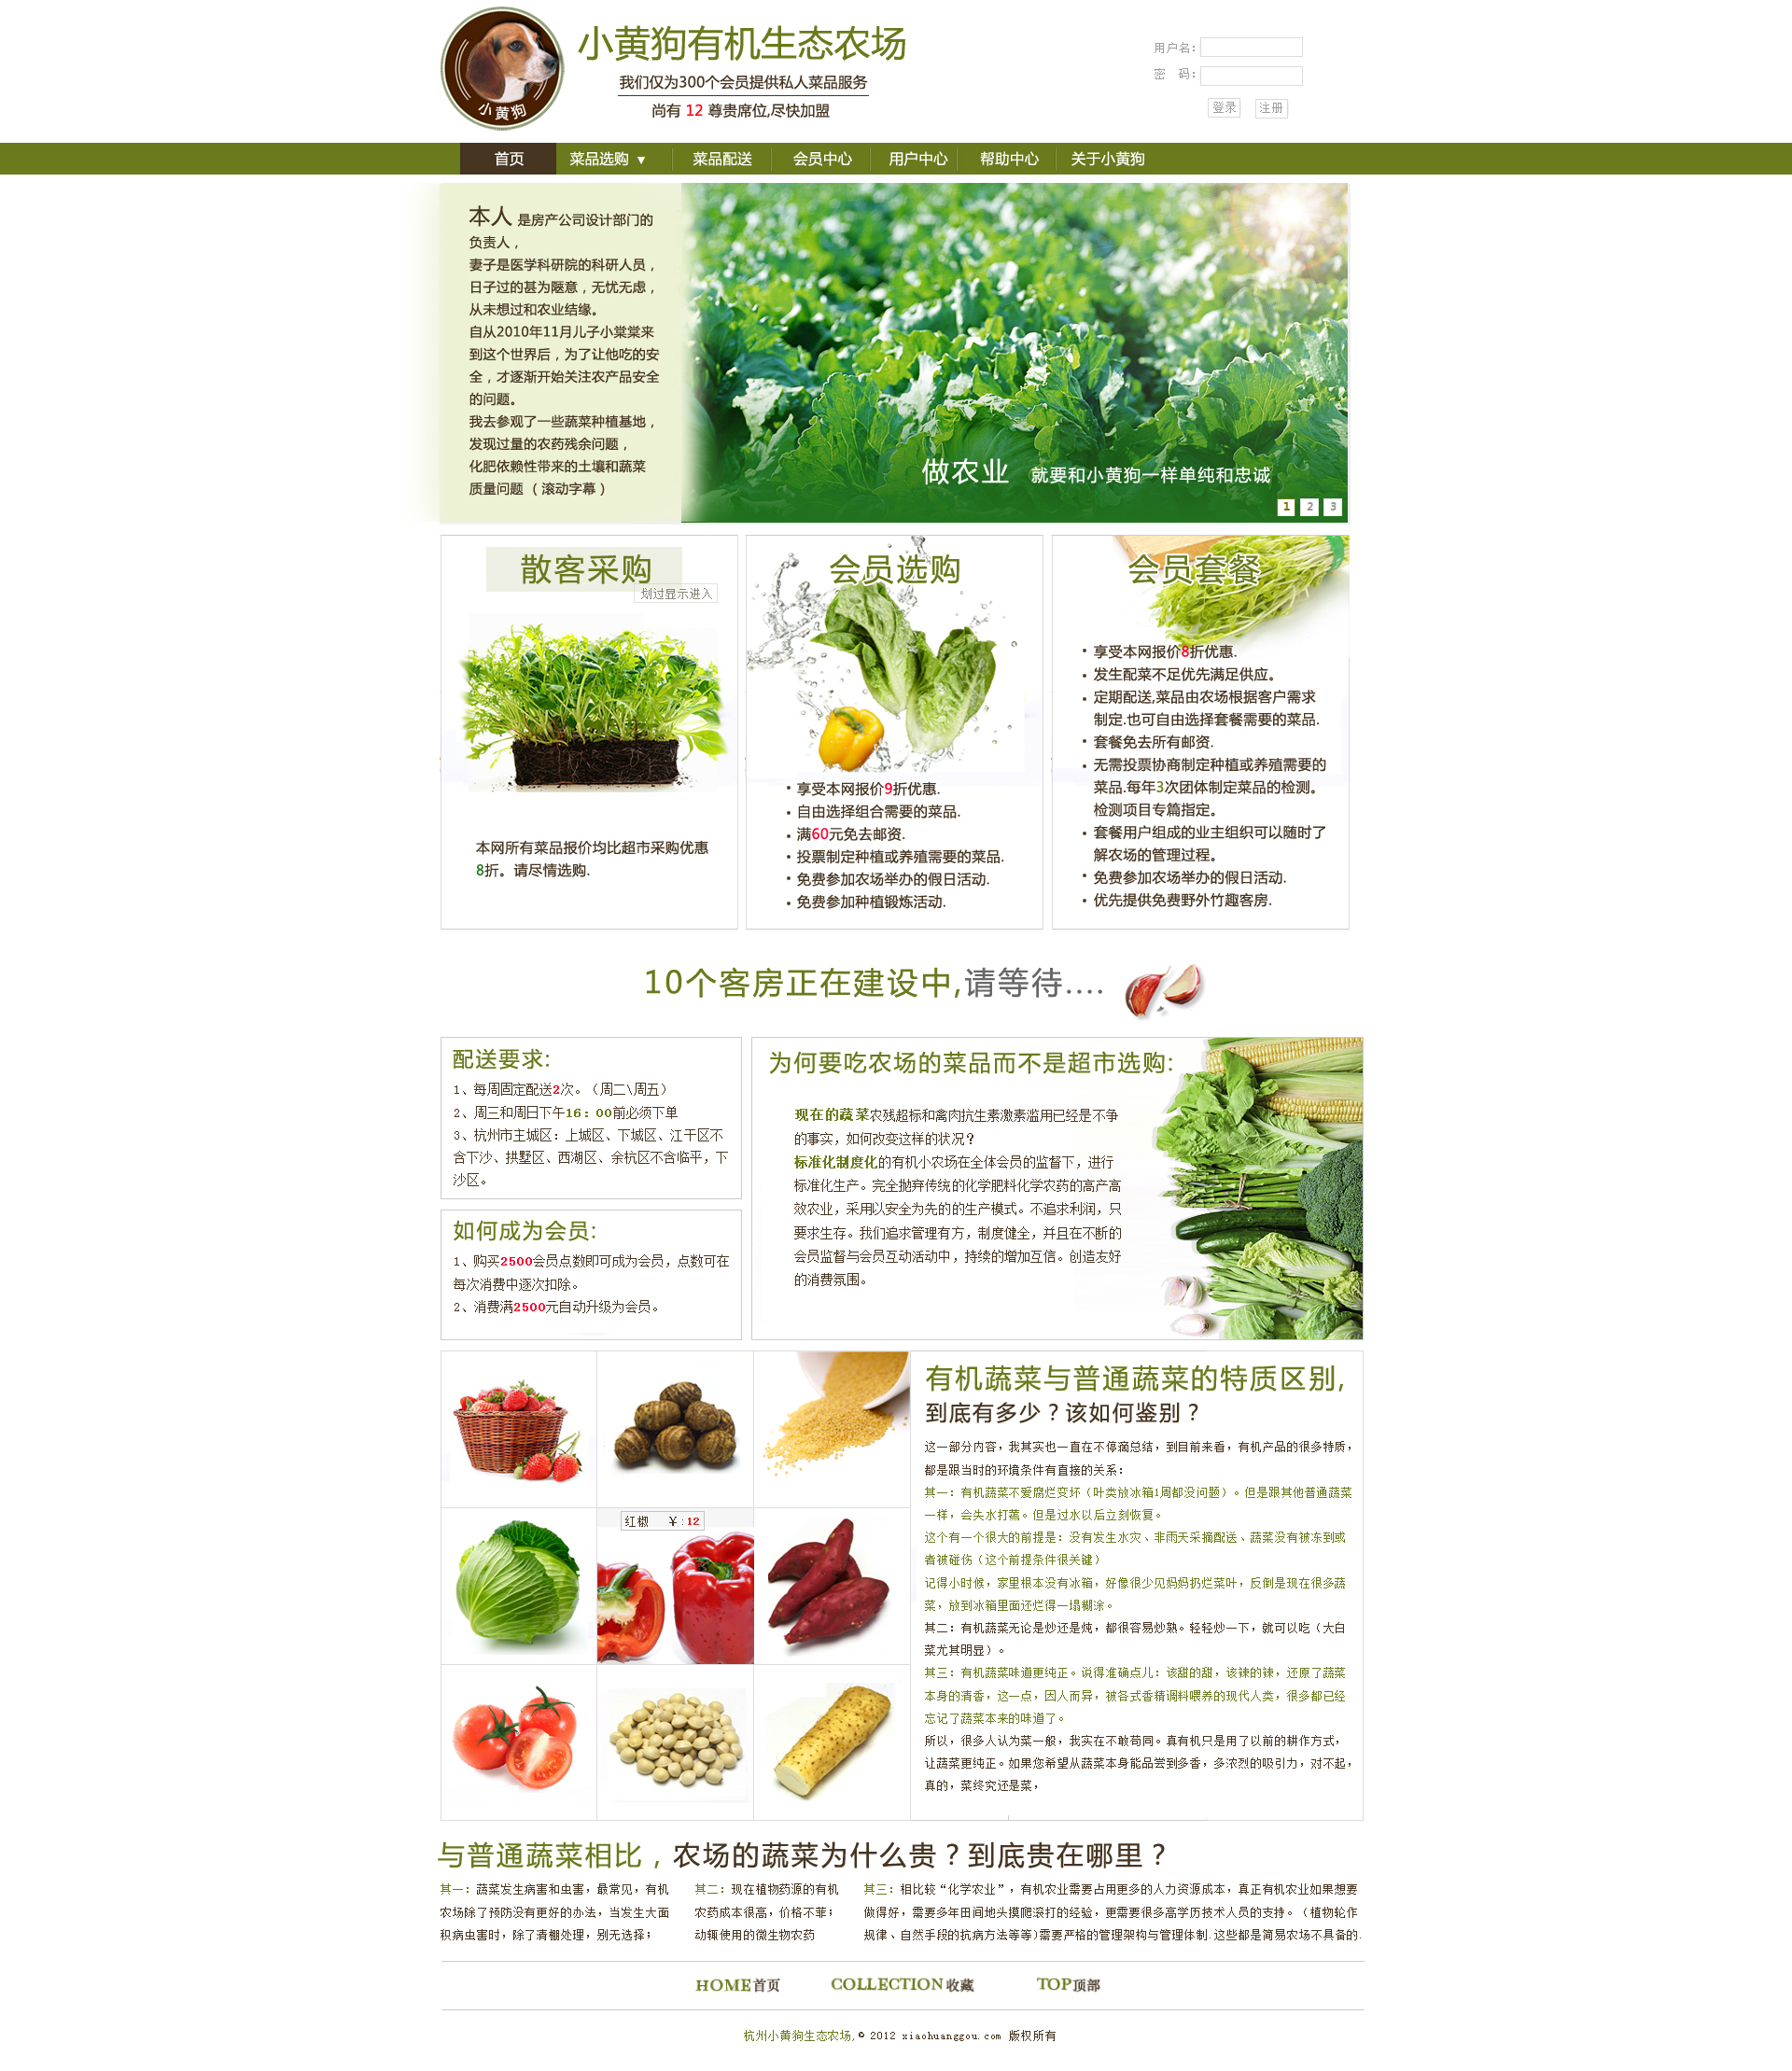 小黄狗
小黄狗有机生态农场
我们仅为300个会员提供私人菜品服务
尚有 12 尊贵席位,尽快加盟
用户名:
密 码:
登录 注册
首页 菜品选购 ▼ 菜品配送 会员中心 用户中心 帮助中心 关于小黄狗
本人 是房产公司设计部门的
负责人，
妻子是医学科研院的科研人员，
日子过的甚为惬意，无忧无虑，
从未想过和农业结缘。
自从2010年11月儿子小棠棠来
到这个世界后，为了让他吃的安
全，才逐渐开始关注农产品安全
的问题。
我去参观了一些蔬菜种植基地，
发现过量的农药残余问题，
化肥依赖性带来的土壤和蔬菜
质量问题 （滚动字幕）
做农业 就要和小黄狗一样单纯和忠诚
1 2 3
散客采购
划过显示进入
本网所有菜品报价均比超市采购优惠
8折。请尽情选购.
会员选购
• 享受本网报价9折优惠.
• 自由选择组合需要的菜品.
• 满60元免去邮资.
• 投票制定种植或养殖需要的菜品.
• 免费参加农场举办的假日活动.
• 免费参加种植锻炼活动.
会员套餐
• 享受本网报价8折优惠.
• 发生配菜不足优先满足供应。
• 定期配送,菜品由农场根据客户需求
制定.也可自由选择套餐需要的菜品.
• 套餐免去所有邮资.
• 无需投票协商制定种植或养殖需要的
菜品.每年3次团体制定菜品的检测。
检测项目专篇指定。
• 套餐用户组成的业主组织可以随时了
解农场的管理过程。
• 免费参加农场举办的假日活动.
• 优先提供免费野外竹趣客房.
10个客房正在建设中,请等待....
配送要求:
1、每周固定配送2次。（周二\周五）
2、周三和周日下午16：00前必须下单
3、杭州市主城区：上城区、下城区、江干区不
含下沙、拱墅区、西湖区、余杭区不含临平，下
沙区。
如何成为会员:
1、购买2500会员点数即可成为会员，点数可在
每次消费中逐次扣除。
2、消费满2500元自动升级为会员。
为何要吃农场的菜品而不是超市选购:
现在的蔬菜农残超标和禽肉抗生素激素滥用已经是不争
的事实，如何改变这样的状况？
标准化制度化的有机小农场在全体会员的监督下，进行
标准化生产。完全抛弃传统的化学肥料化学农药的高产高
效农业，采用以安全为先的的生产模式。不追求利润，只
要求生存。我们追求管理有方，制度健全，并且在不断的
会员监督与会员互动活动中，持续的增加互信。创造友好
的消费氛围。
红椒 ￥:12
有机蔬菜与普通蔬菜的特质区别,
到底有多少？该如何鉴别？
这一部分内容，我其实也一直在不停蔼总结，到目前来看，有机产品的很多特质，
都是跟当时的环境条件有直接的关系：
其一：有机蔬菜不爱腐烂变坏（叶类放冰箱1周都没问题）。但是跟其他普通蔬菜
一样，会失水打蔫。但是过水以后立刻恢复。
这个有一个很大的前提是：没有发生水灾、非雨天采摘配送、蔬菜没有被冻到或
者被碰伤（这个前提条件很关键）
记得小时候，家里根本没有冰箱，好像很少见妈妈扔烂菜叶，反倒是现在很多蔬
菜，放到冰箱里面还烂得一塌糊涂。
其二：有机蔬菜无论是炒还是炖，都很容易炒熟。轻轻炒一下，就可以吃（大白
菜尤其明显）。
其三：有机蔬菜味道更纯正。说得准确点儿：该甜的甜，该辣的辣，还原了蔬菜
本身的清香，这一点，因人而异，被各式香精调料喂养的现代人类，很多都已经
忘记了蔬菜本来的味道了。
所以，很多人认为菜一般，我实在不敢苟同。真有机只是用了以前的耕作方式，
让蔬菜更纯正。如果您希望从蔬菜本身能品尝到多香，多浓烈的吸引力，对不起，
真的，菜终究还是菜，
与普通蔬菜相比，农场的蔬菜为什么贵？到底贵在哪里？
其一：蔬菜发生病害和虫害，最常见，有机
农场除了预防没有更好的办法，当发生大面
积病虫害时，除了清棚处理，别无选择；
其二：现在植物药源的有机
农药成本很高，价格不菲；
动辄使用的微生物农药
其三：相比较“化学农业”，有机农业需要占用更多的人力资源成本，真正有机农业如果想要
做得好，需要多年田间地头摸爬滚打的经验，更需要很多高学历技术人员的支持。（植物轮作
规律、自然手段的抗病方法等等)需要严格的管理架构与管理体制.这些都是简易农场不具备的.
HOME首页 COLLECTION收藏 TOP顶部
杭州小黄狗生态农场,© 2012 xiaohuanggou.com 版权所有